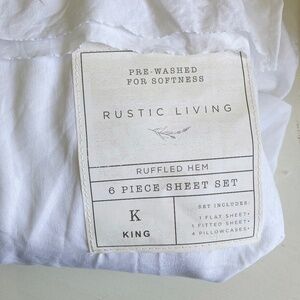 PRE-WASHED
FOR SOFTNESS
RUSTIC LIVING
RUFFLED HEM
6 PIECE SHEET SET
K
KING
SET INCLUDES:
1 FLAT SHEET•
1 FITTED SHEET•
4 PILLOWCASES•